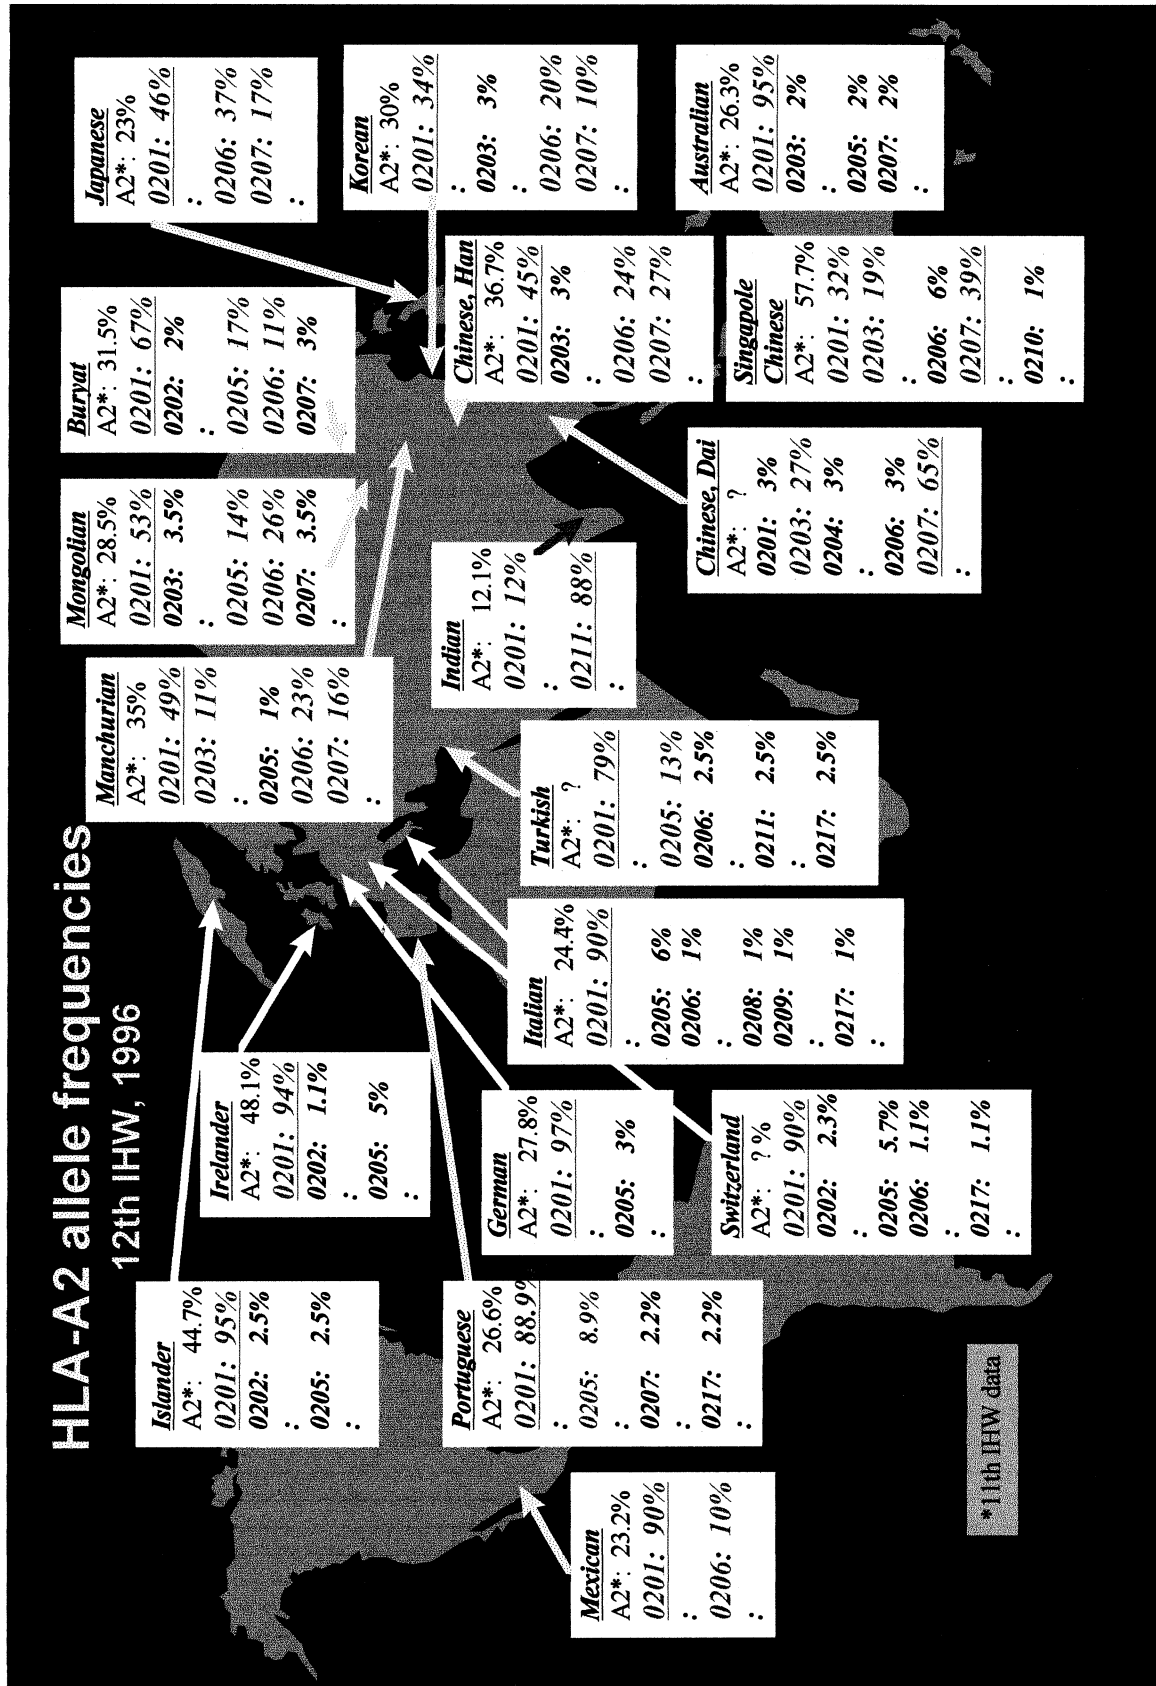 HLA-A2 allele frequencies
12th IHW, 1996
Islander
A2*: 44.7%
0201: 95%
0202: 2.5%
:
0205: 2.5%
:
Irelander
A2*: 48.1%
0201: 94%
0202: 1.1%
:
0205: 5%
:
Manchurian
A2*: 35%
0201: 49%
0203: 11%
:
0205: 1%
0206: 23%
0207: 16%
:
Mongolian
A2*: 28.5%
0201: 53%
0203: 3.5%
:
0205: 14%
0206: 26%
0207: 3.5%
:
Buryat
A2*: 31.5%
0201: 67%
0202: 2%
:
0205: 17%
0206: 11%
0207: 3%
:
Japanese
A2*: 23%
0201: 46%
:
0206: 37%
0207: 17%
:
Korean
A2*: 30%
0201: 34%
:
0203: 3%
:
0206: 20%
0207: 10%
:
Mexican
A2*: 23.2%
0201: 90%
:
0206: 10%
:
Portuguese
A2*: 26.6%
0201: 88.9%
:
0205: 8.9%
:
0207: 2.2%
:
0217: 2.2%
:
German
A2*: 27.8%
0201: 97%
:
0205: 3%
:
Italian
A2*: 24.4%
0201: 90%
:
0205: 6%
0206: 1%
:
0208: 1%
0209: 1%
:
0217: 1%
:
Turkish
A2*: ?
0201: 79%
:
0205: 13%
0206: 2.5%
:
0211: 2.5%
:
0217: 2.5%
:
Indian
A2*: 12.1%
0201: 12%
:
0211: 88%
:
Chinese, Han
A2*: 36.7%
0201: 45%
0203: 3%
:
0206: 24%
0207: 27%
:
Australian
A2*: 26.3%
0201: 95%
0203: 2%
:
0205: 2%
0207: 2%
:
Switzerland
A2*: ? %
0201: 90%
0202: 2.3%
:
0205: 5.7%
0206: 1.1%
:
0217: 1.1%
:
Chinese, Dai
A2*: ?
0201: 3%
0203: 27%
0204: 3%
:
0206: 3%
0207: 65%
:
Singapole
Chinese
A2*: 57.7%
0201: 32%
0203: 19%
:
0206: 6%
0207: 39%
:
0210: 1%
:
*11th IHW data